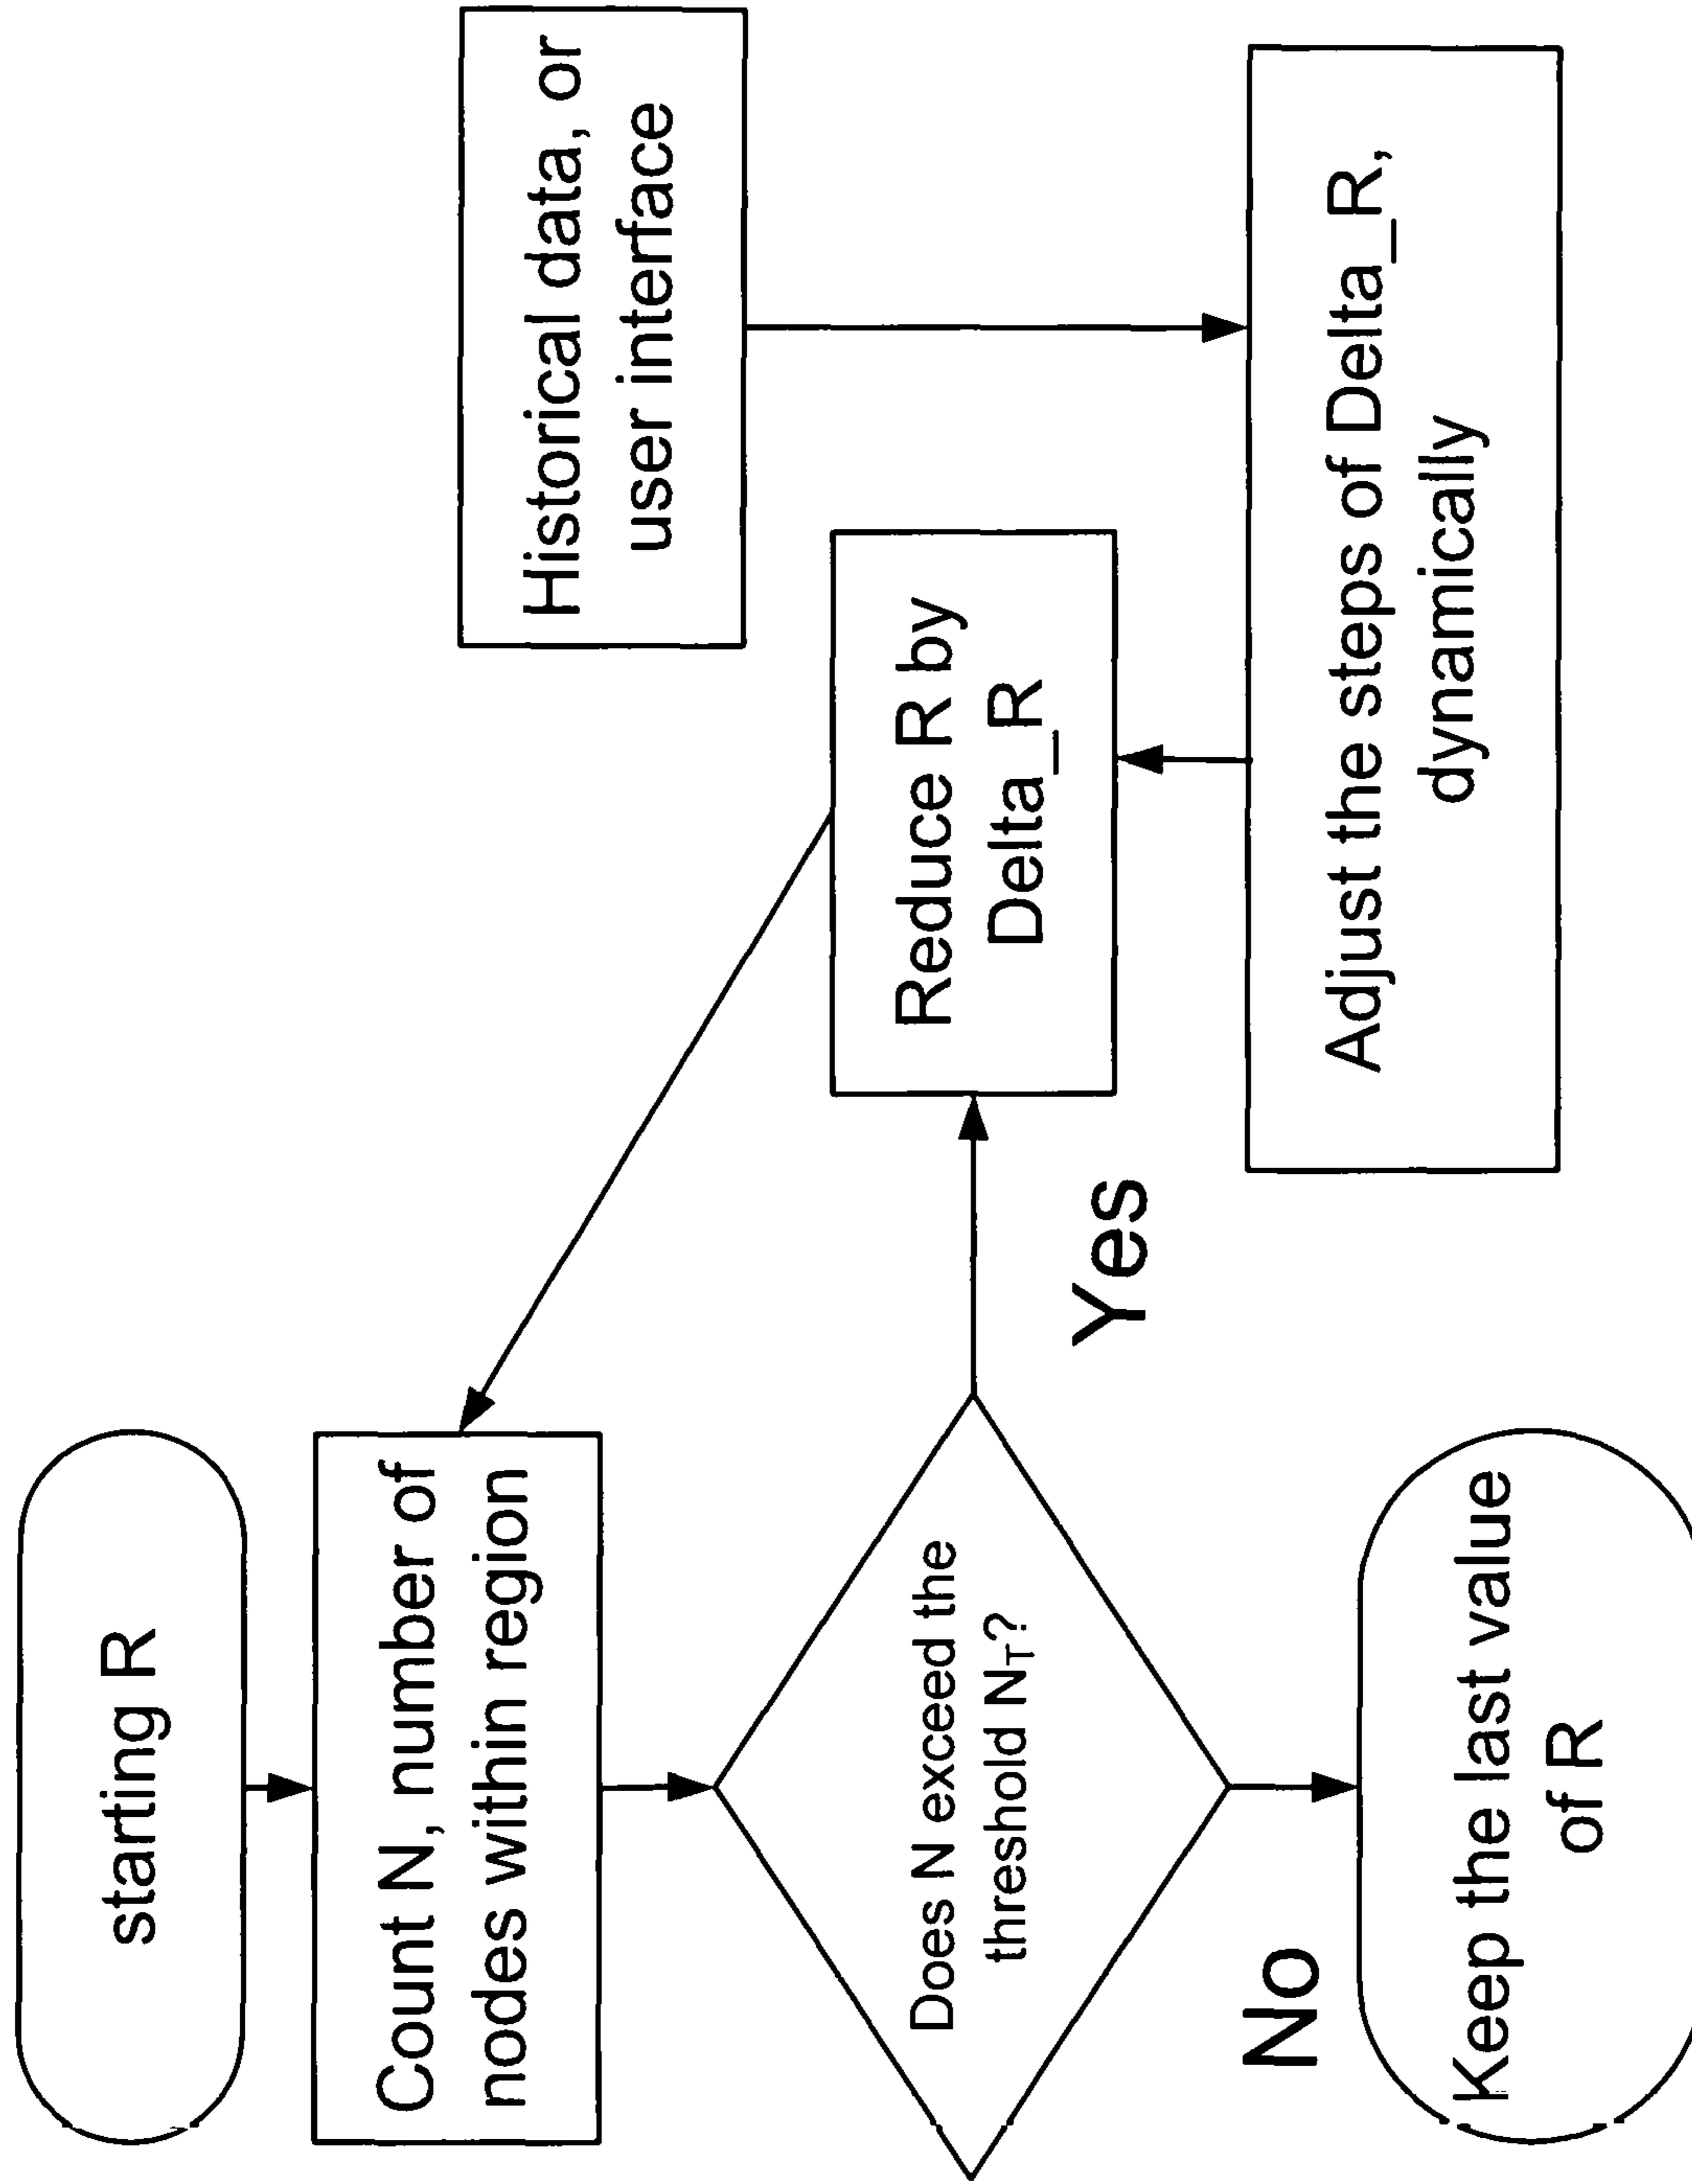 starting R
Count N, number of
nodes within region
Does N exceed the
threshold N_T?
No
Keep the last value
of R
Yes
Reduce R by
Delta_R
Historical data, or
user interface
Adjust the steps of Delta_R,
dynamically